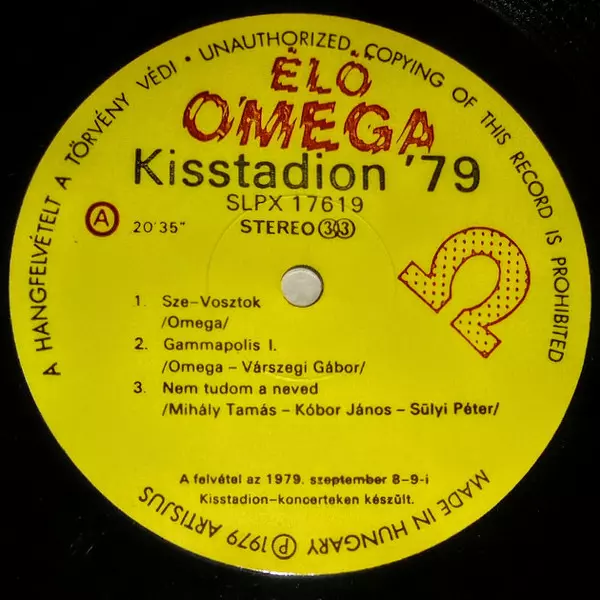 A HANGFELVÉTELT A TÖRVÉNY VÉDI • UNAUTHORIZED COPYING OF THIS RECORD IS PROHIBITED
ÉLŐ
OMEGA
Kisstadion '79
SLPX 17619
A 20'35" STEREO 33
1. Sze-Vosztok
/Omega/
2. Gammapolis I.
/Omega - Várszegi Gábor/
3. Nem tudom a neved
/Mihály Tamás - Kóbor János - Sülyi Péter/
A felvétel az 1979. szeptember 8-9-i
Kisstadion-koncerteken készült.
MADE IN HUNGARY ℗ 1979 ARTISJUS